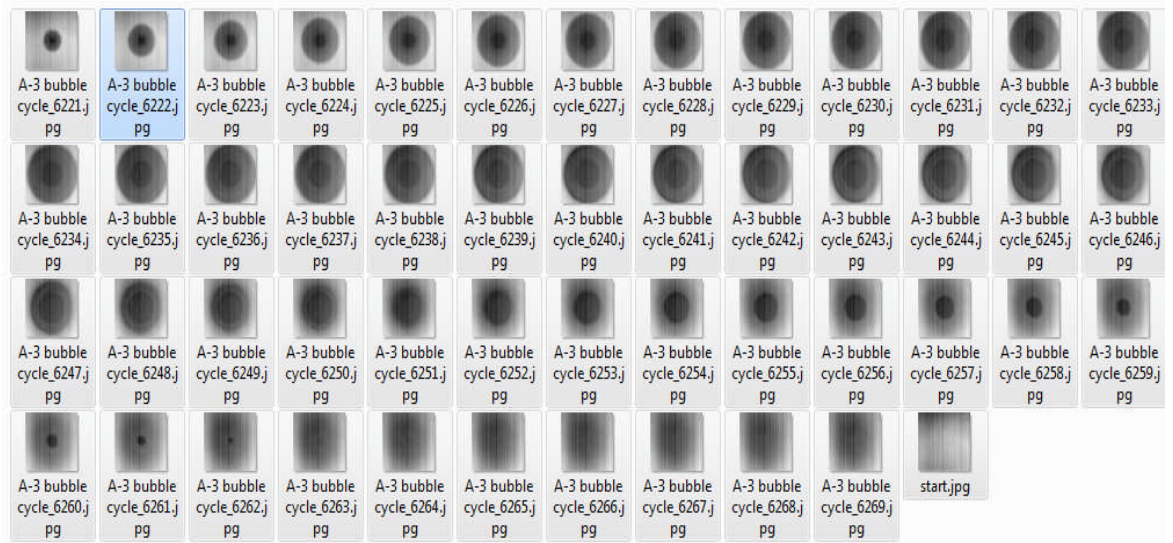 A-3 bubble
cycle_6221.j
pg
A-3 bubble
cycle_6222.j
pg
A-3 bubble
cycle_6223.j
pg
A-3 bubble
cycle_6224.j
pg
A-3 bubble
cycle_6225.j
pg
A-3 bubble
cycle_6226.j
pg
A-3 bubble
cycle_6227.j
pg
A-3 bubble
cycle_6228.j
pg
A-3 bubble
cycle_6229.j
pg
A-3 bubble
cycle_6230.j
pg
A-3 bubble
cycle_6231.j
pg
A-3 bubble
cycle_6232.j
pg
A-3 bubble
cycle_6233.j
pg
A-3 bubble
cycle_6234.j
pg
A-3 bubble
cycle_6235.j
pg
A-3 bubble
cycle_6236.j
pg
A-3 bubble
cycle_6237.j
pg
A-3 bubble
cycle_6238.j
pg
A-3 bubble
cycle_6239.j
pg
A-3 bubble
cycle_6240.j
pg
A-3 bubble
cycle_6241.j
pg
A-3 bubble
cycle_6242.j
pg
A-3 bubble
cycle_6243.j
pg
A-3 bubble
cycle_6244.j
pg
A-3 bubble
cycle_6245.j
pg
A-3 bubble
cycle_6246.j
pg
A-3 bubble
cycle_6247.j
pg
A-3 bubble
cycle_6248.j
pg
A-3 bubble
cycle_6249.j
pg
A-3 bubble
cycle_6250.j
pg
A-3 bubble
cycle_6251.j
pg
A-3 bubble
cycle_6252.j
pg
A-3 bubble
cycle_6253.j
pg
A-3 bubble
cycle_6254.j
pg
A-3 bubble
cycle_6255.j
pg
A-3 bubble
cycle_6256.j
pg
A-3 bubble
cycle_6257.j
pg
A-3 bubble
cycle_6258.j
pg
A-3 bubble
cycle_6259.j
pg
A-3 bubble
cycle_6260.j
pg
A-3 bubble
cycle_6261.j
pg
A-3 bubble
cycle_6262.j
pg
A-3 bubble
cycle_6263.j
pg
A-3 bubble
cycle_6264.j
pg
A-3 bubble
cycle_6265.j
pg
A-3 bubble
cycle_6266.j
pg
A-3 bubble
cycle_6267.j
pg
A-3 bubble
cycle_6268.j
pg
A-3 bubble
cycle_6269.j
pg
start.jpg